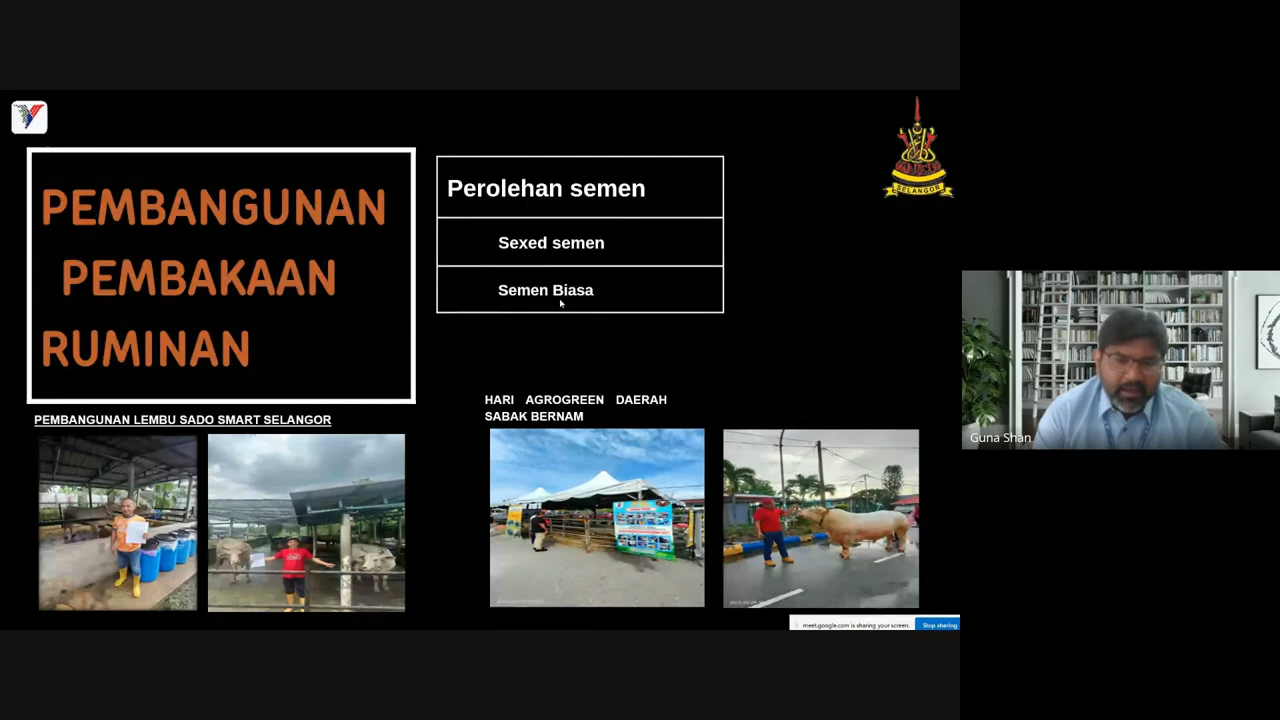 SELANGOR
PEMBANGUNAN
PEMBAKAAN
RUMINAN
Perolehan semen
Sexed semen
Semen Biasa
PEMBANGUNAN LEMBU SADO SMART SELANGOR
HARI AGROGREEN DAERAH
SABAK BERNAM
Guna Shan
meet.google.com is sharing your screen.
Stop sharing